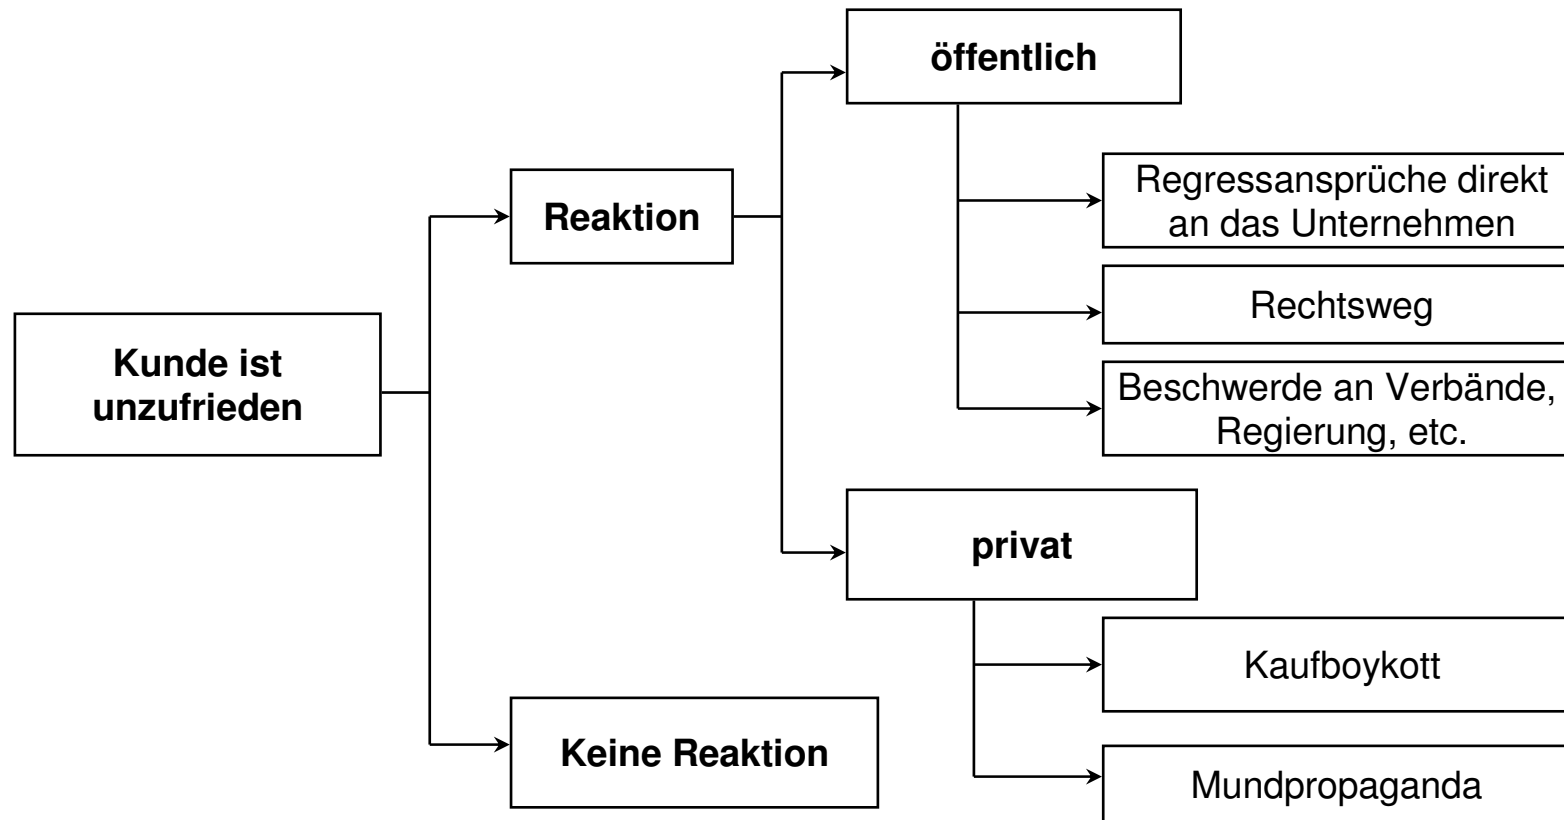 öffentlich
Regressansprüche direkt
an das Unternehmen
Reaktion
Rechtsweg
Kunde ist
unzufrieden
Beschwerde an Verbände,
Regierung, etc.
privat
Kaufboykott
Keine Reaktion
Mundpropaganda